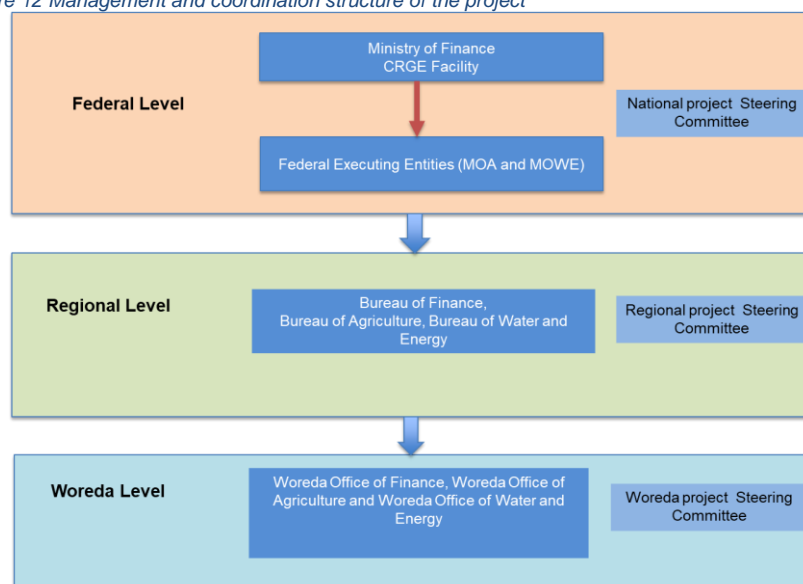 re 12 Management and coordination structure of the project
Ministry of Finance
CRGE Facility
Federal Level
National project Steering
Committee
Federal Executing Entities (MOA and MOWE)
Regional Level
Bureau of Finance,
Bureau of Agriculture, Bureau of Water and
Energy
Regional project Steering
Committee
Woreda Level
Woreda Office of Finance, Woreda Office of
Agriculture and Woreda Office of Water and
Energy
Woreda project Steering
Committee